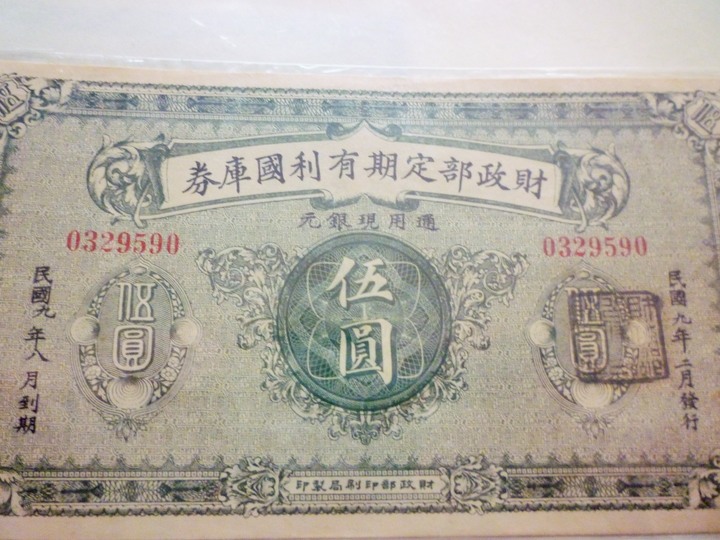 財政部定期有利國庫券
通用現銀元
0329590
0329590
民國九年二月發行
伍圓
伍圓
伍圓
民國九年八月到期
財政部印刷局製印